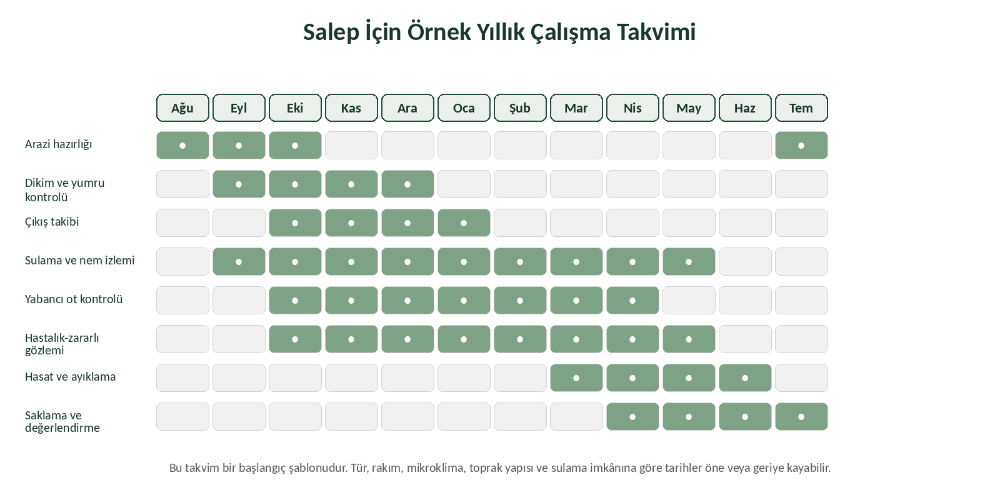 Salep İçin Örnek Yıllık Çalışma Takvimi
Ağu Eyl Eki Kas Ara Oca Şub Mar Nis May Haz Tem
Arazi hazırlığı
Dikim ve yumru
kontrolü
Çıkış takibi
Sulama ve nem izlemi
Yabancı ot kontrolü
Hastalık-zararlı
gözlemi
Hasat ve ayıklama
Saklama ve
değerlendirme
Bu takvim bir başlangıç şablonudur. Tür, rakım, mikroklima, toprak yapısı ve sulama imkânına göre tarihler öne veya geriye kayabilir.